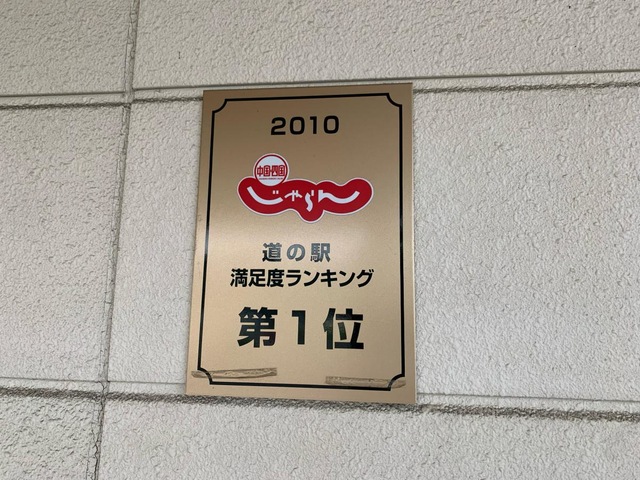 2010
中国・四国
じゃらん
道の駅
満足度ランキング
第1位